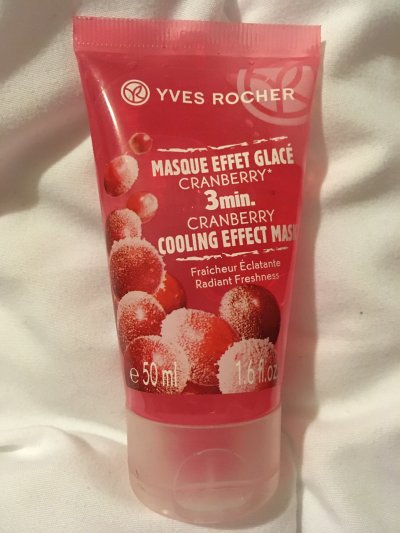 YVES ROCHER
MASQUE EFFET GLACÉ
CRANBERRY*
3min.
CRANBERRY
COOLING EFFECT MASK
Fraîcheur Éclatante
Radiant Freshness
e 50 ml 1.6 fl.oz